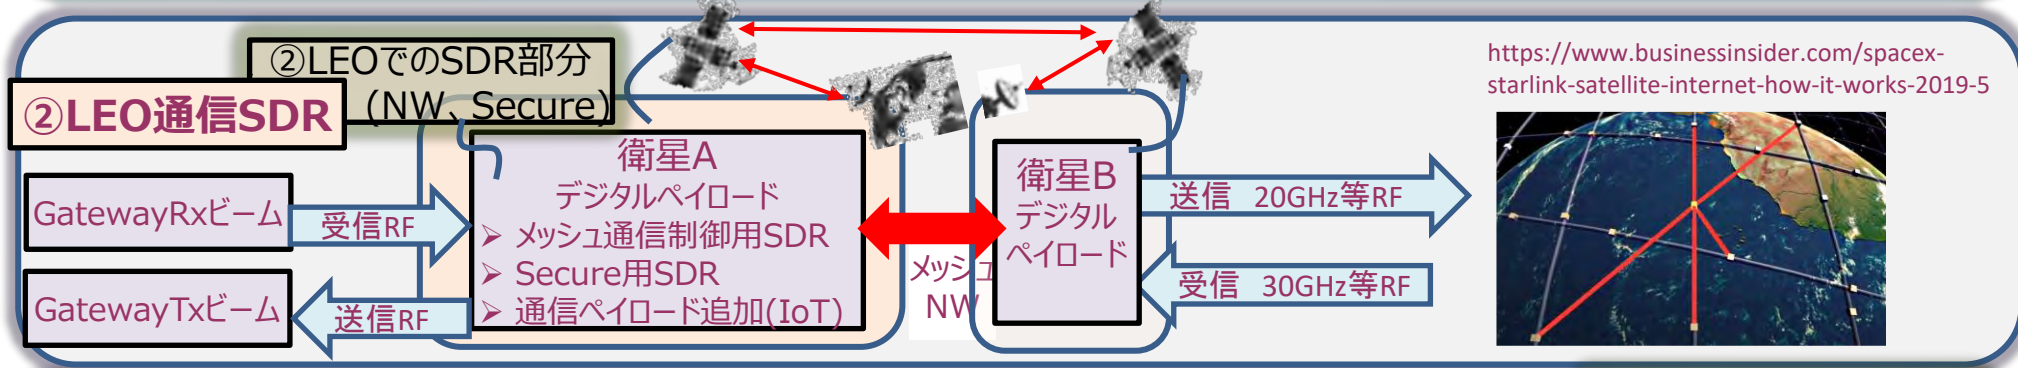 ②LEOでのSDR部分
(NW、Secure)
②LEO通信SDR
GatewayRxビーム
受信RF
GatewayTxビーム
送信RF
衛星A
デジタルペイロード
➢ メッシュ通信制御用SDR
➢ Secure用SDR
➢ 通信ペイロード追加(IoT)
メッシュ
NW
衛星B
デジタル
ペイロード
送信 20GHz等RF
受信 30GHz等RF
https://www.businessinsider.com/spacex-
starlink-satellite-internet-how-it-works-2019-5